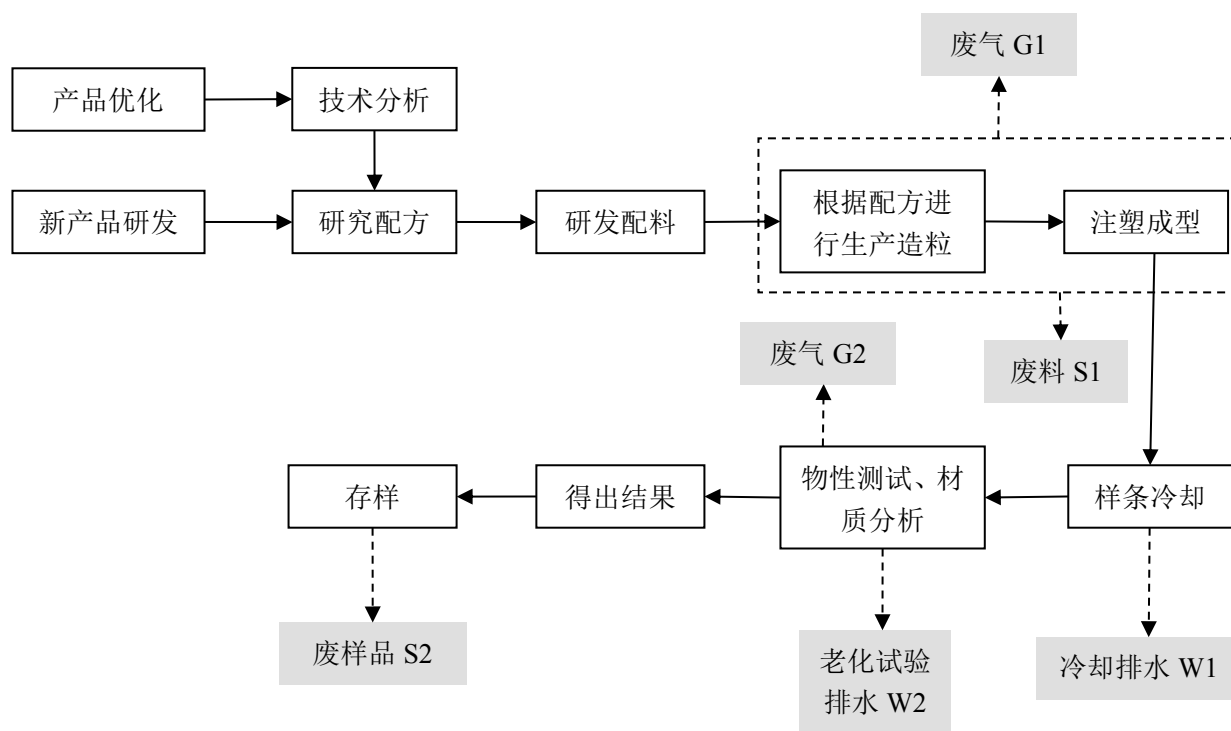 废气 G1
产品优化
技术分析
新产品研发
研究配方
研发配料
根据配方进
行生产造粒
注塑成型
废气 G2
废料 S1
存样
得出结果
物性测试、材
质分析
样条冷却
废样品 S2
老化试验
排水 W2
冷却排水 W1